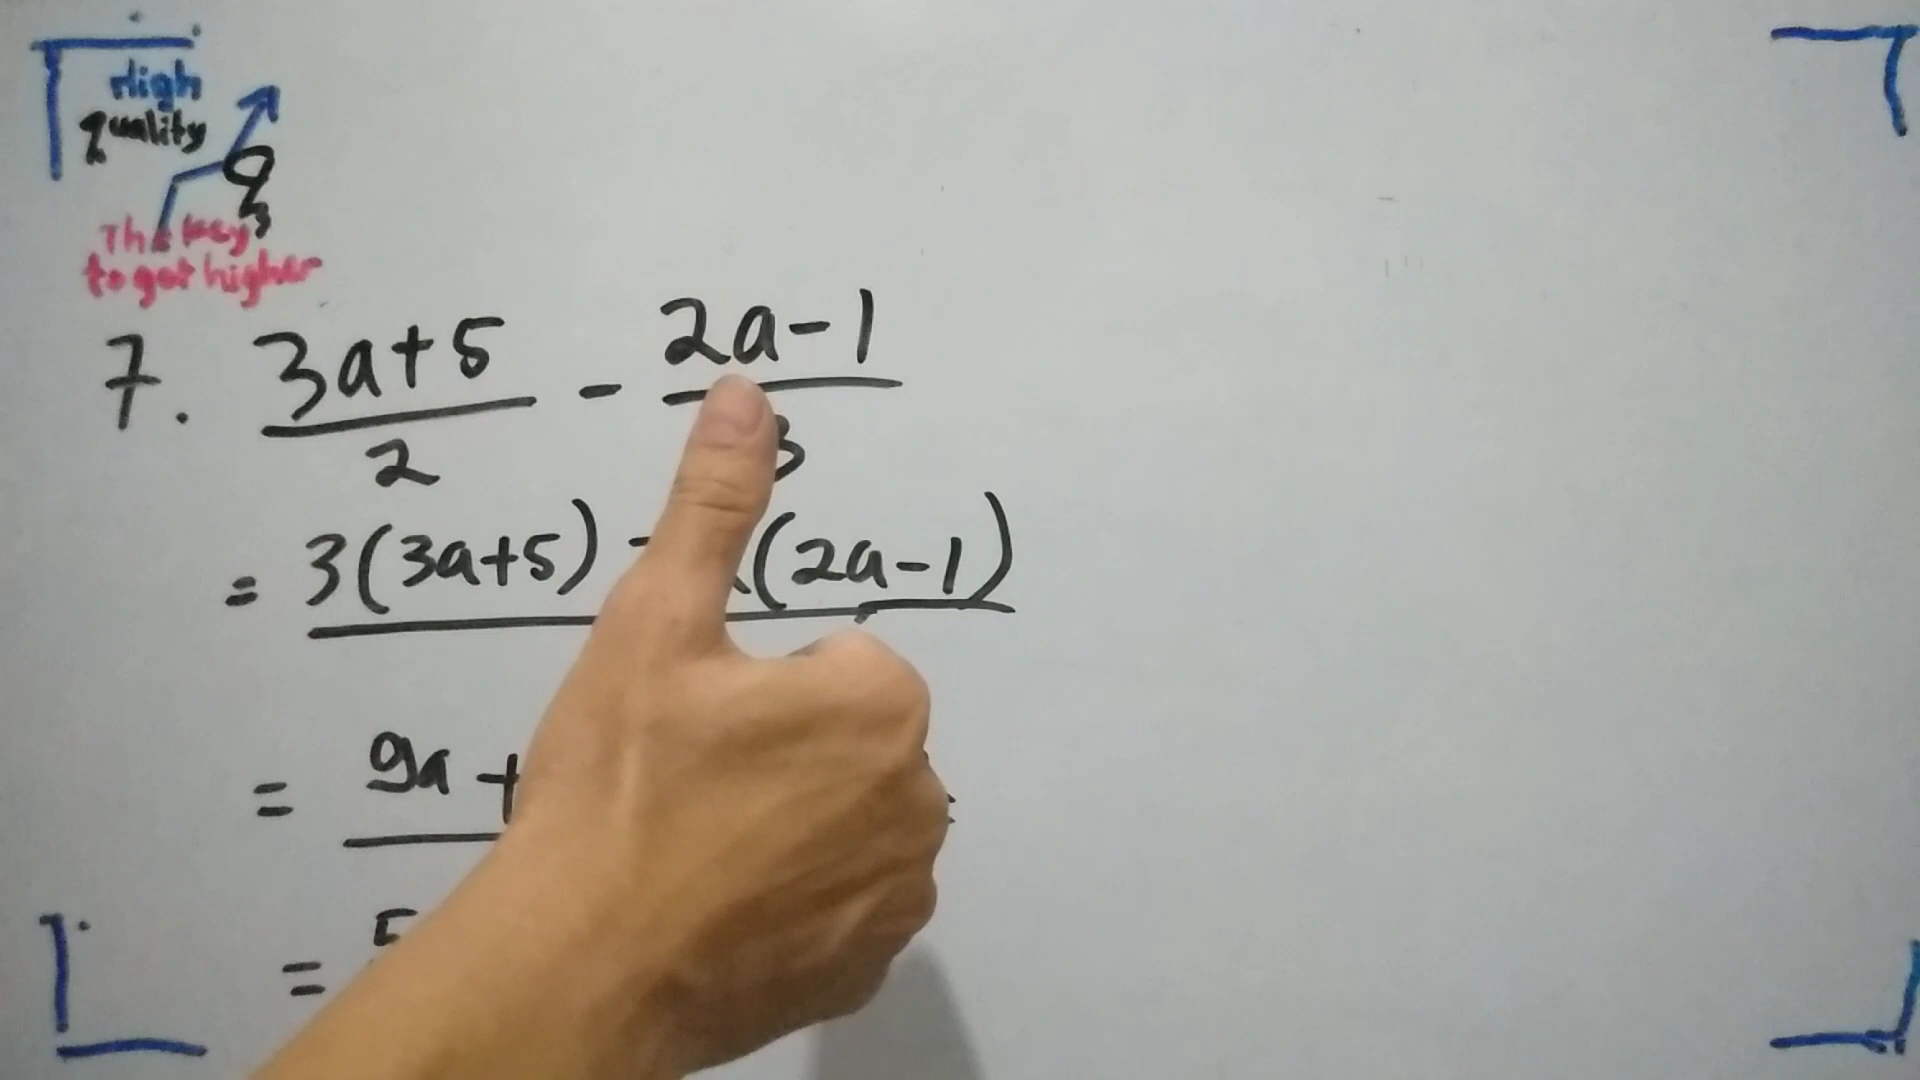 High
quality
The key
to get higher
7. 3a+5 - 2a-1
2 3
= 3(3a+5) - (2a-1)
= 9a +
= 5